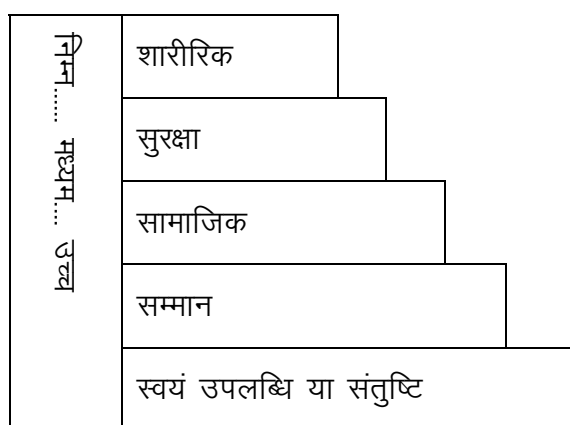 निम्न...... मध्यम.... उच्च
शारीरिक
सुरक्षा
सामाजिक
सम्मान
स्वयं उपलब्धि या संतुष्टि